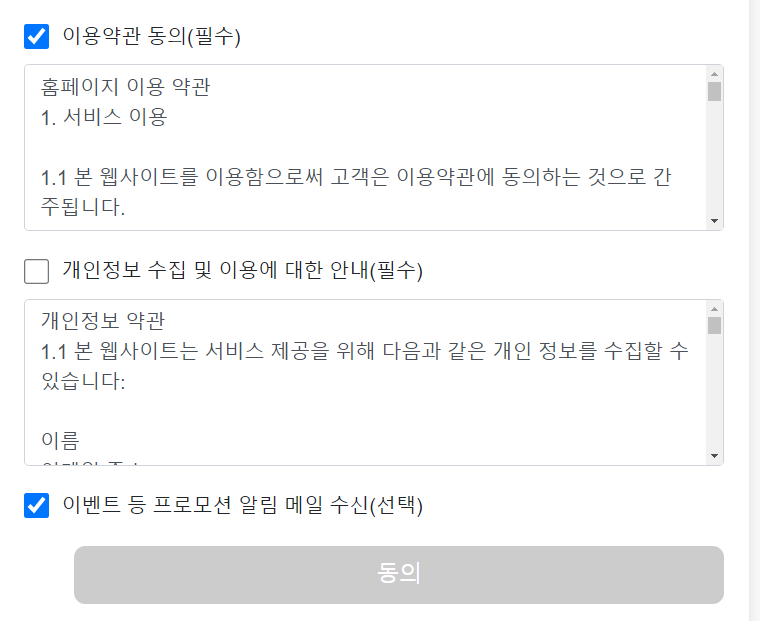 이용약관 동의(필수)
홈페이지 이용 약관
1. 서비스 이용
1.1 본 웹사이트를 이용함으로써 고객은 이용약관에 동의하는 것으로 간
주됩니다.
개인정보 수집 및 이용에 대한 안내(필수)
개인정보 약관
1.1 본 웹사이트는 서비스 제공을 위해 다음과 같은 개인 정보를 수집할 수
있습니다:
이름
이벤트 등 프로모션 알림 메일 수신(선택)
동의